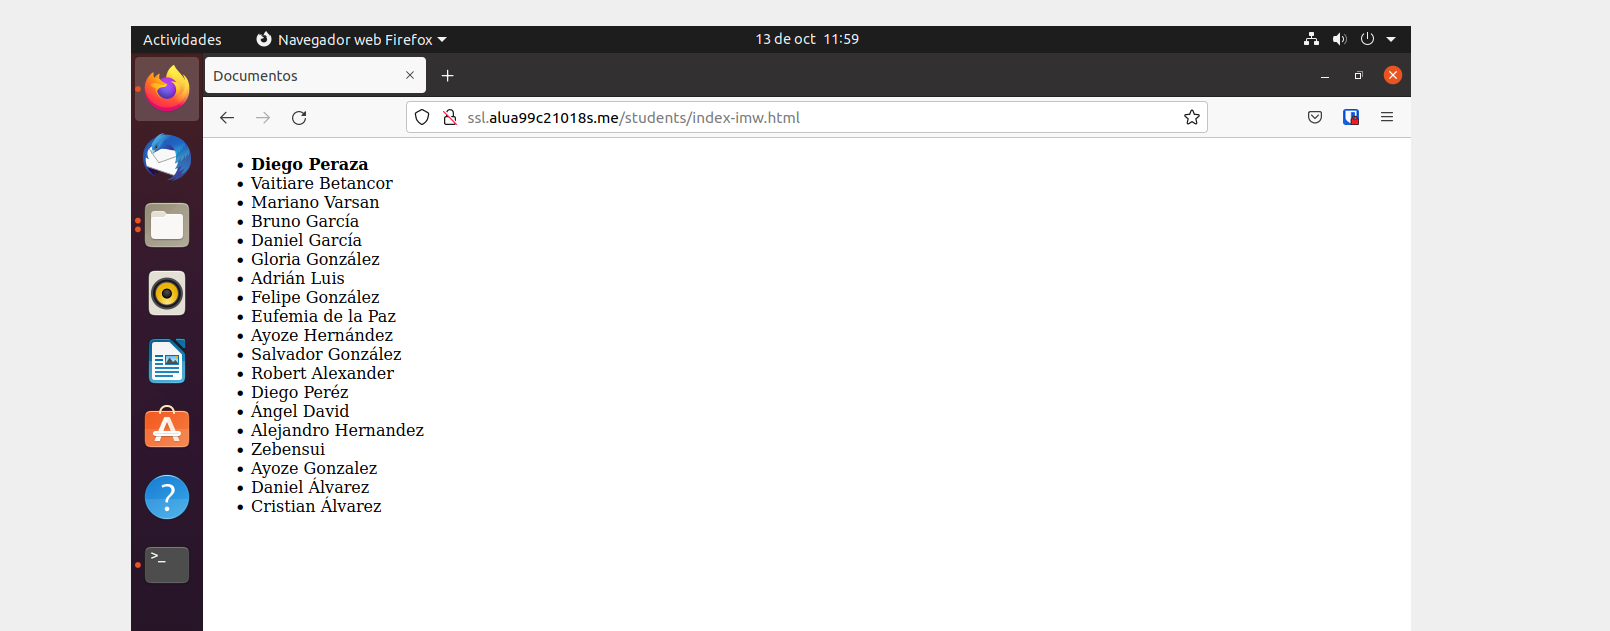 Actividades
Navegador web Firefox
13 de oct 11:59
Documentos
ssl.alua99c21018s.me/students/index-imw.html
Diego Peraza
Vaitiare Betancor
Mariano Varsan
Bruno García
Daniel García
Gloria González
Adrián Luis
Felipe González
Eufemia de la Paz
Ayoze Hernández
Salvador González
Robert Alexander
Diego Peréz
Ángel David
Alejandro Hernandez
Zebensui
Ayoze Gonzalez
Daniel Álvarez
Cristian Álvarez